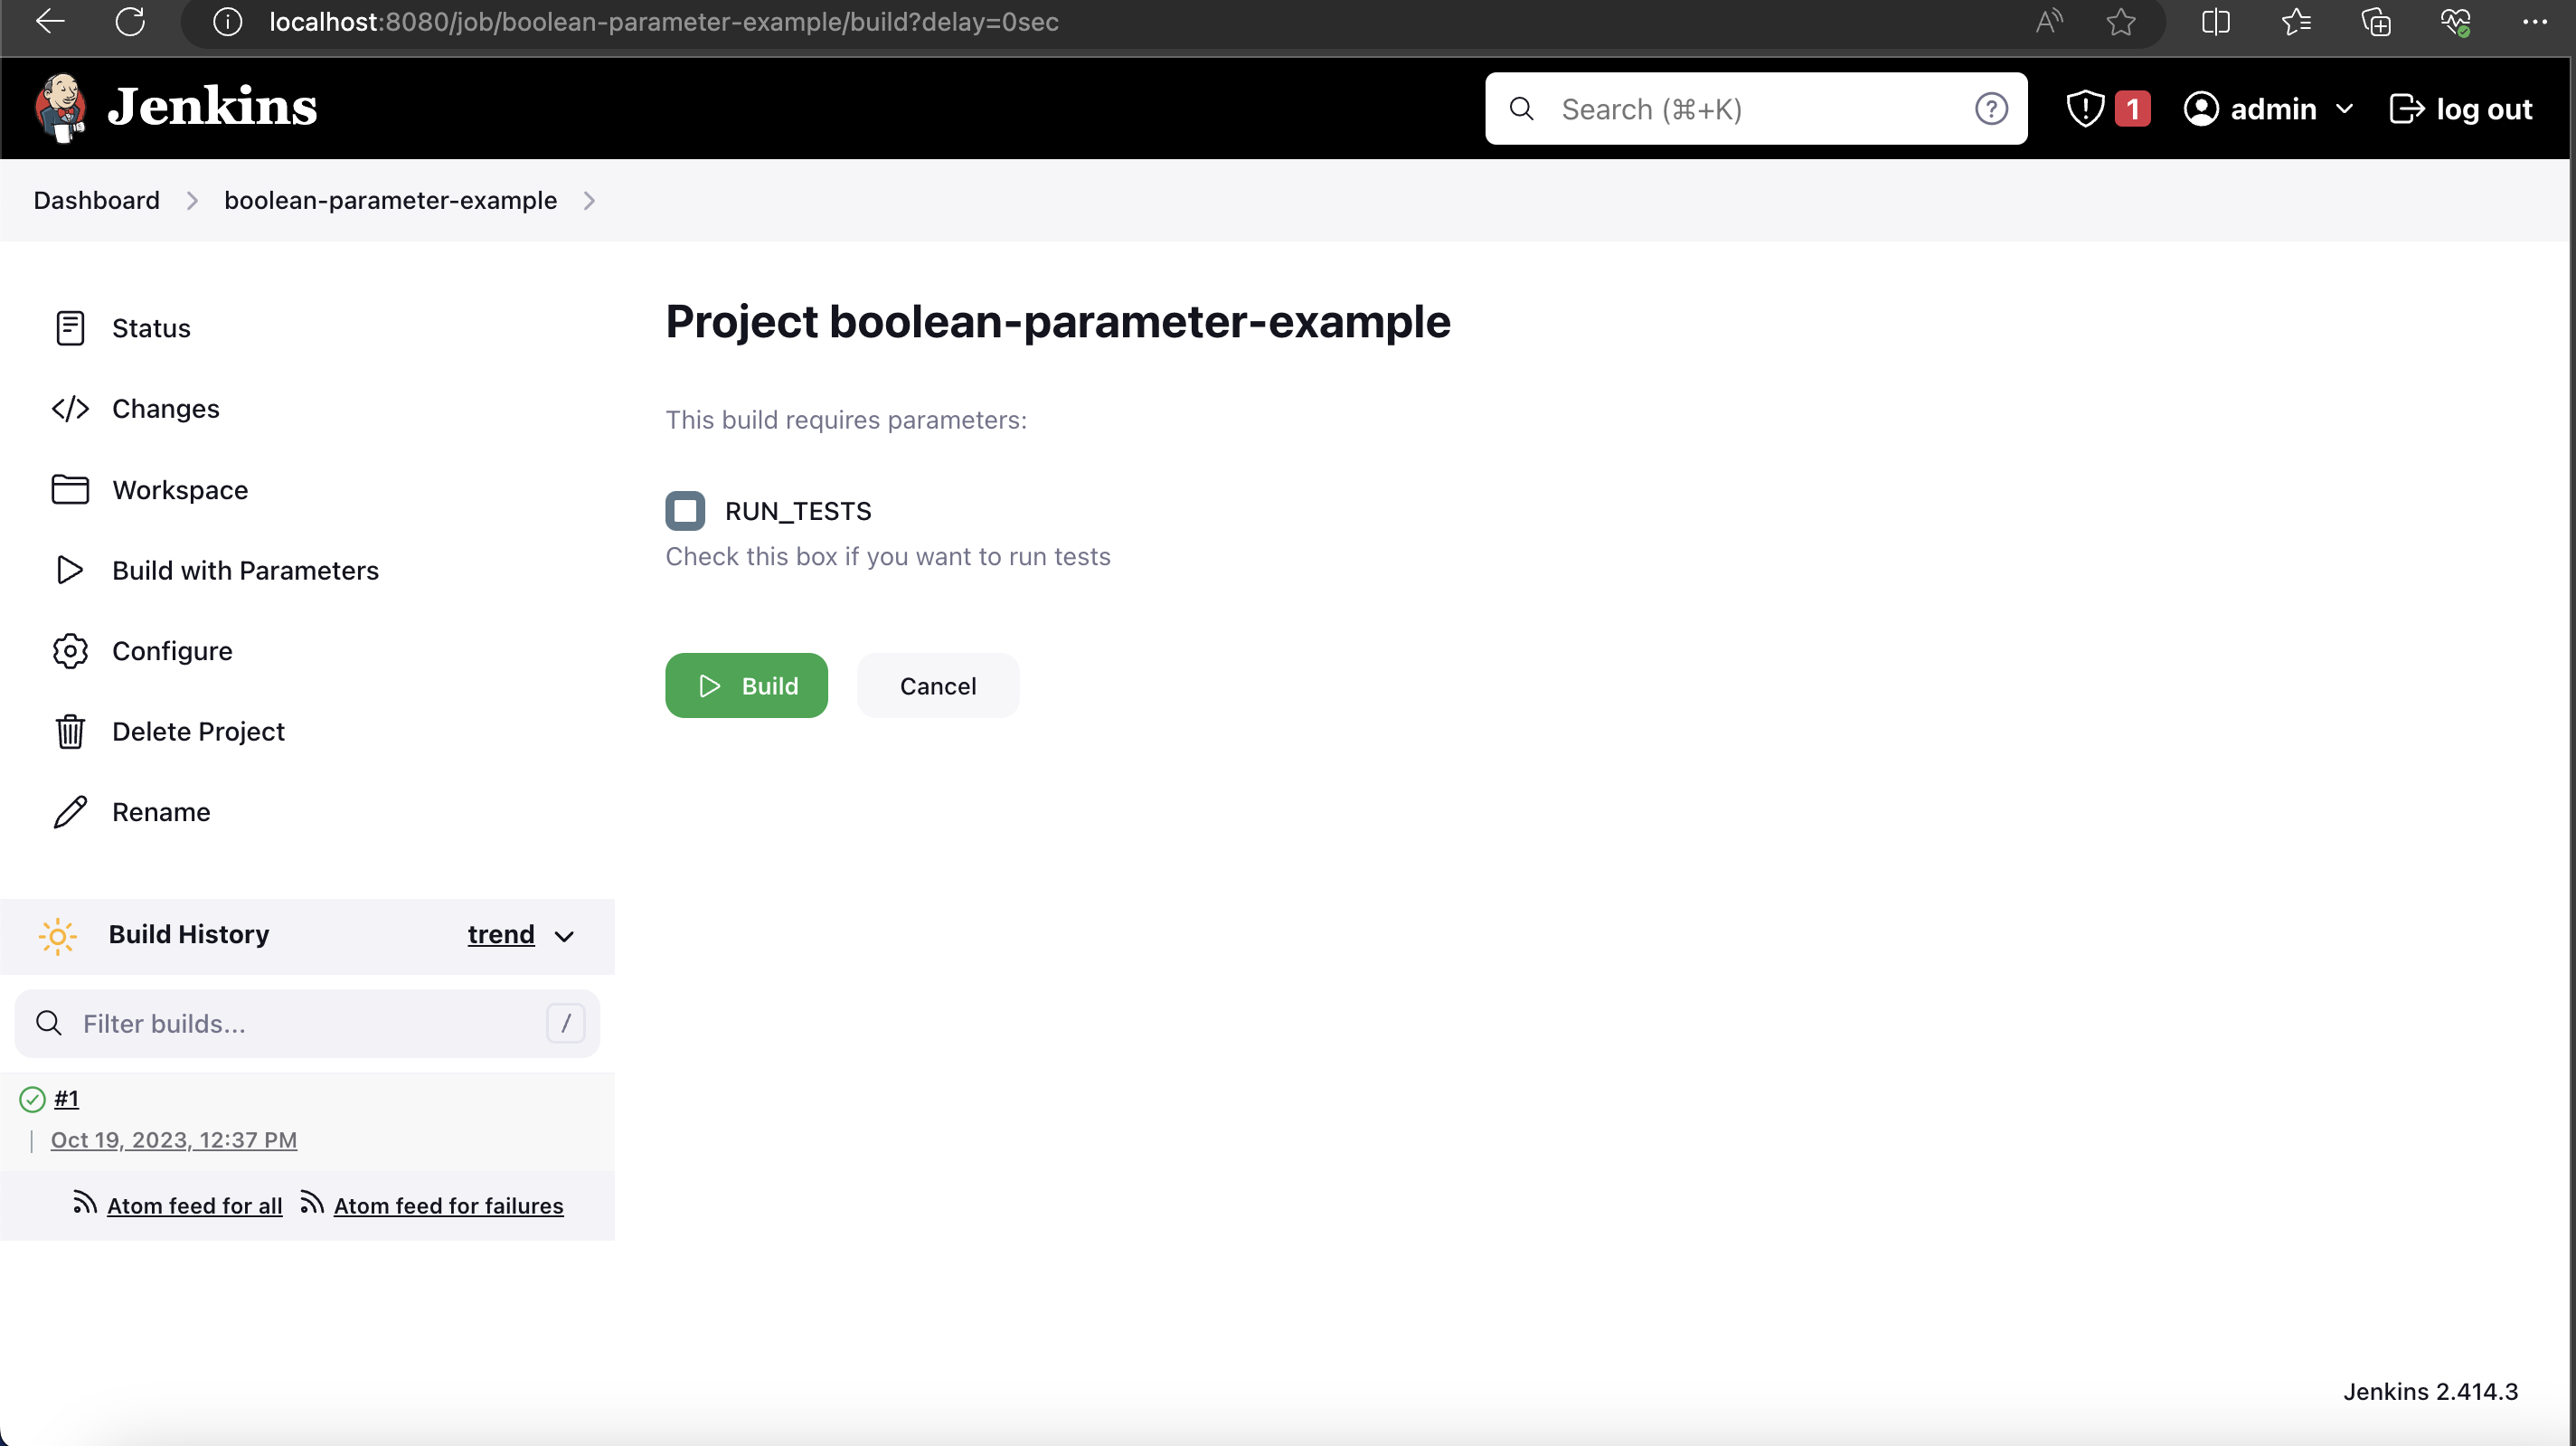 localhost:8080/job/boolean-parameter-example/build?delay=0sec
Jenkins
Search (⌘+K)
1
admin
log out
Dashboard
boolean-parameter-example
Status
Changes
Workspace
Build with Parameters
Configure
Delete Project
Rename
Build History
trend
Filter builds...
/
#1
Oct 19, 2023, 12:37 PM
Atom feed for all
Atom feed for failures
Project boolean-parameter-example
This build requires parameters:
RUN_TESTS
Check this box if you want to run tests
Build
Cancel
Jenkins 2.414.3